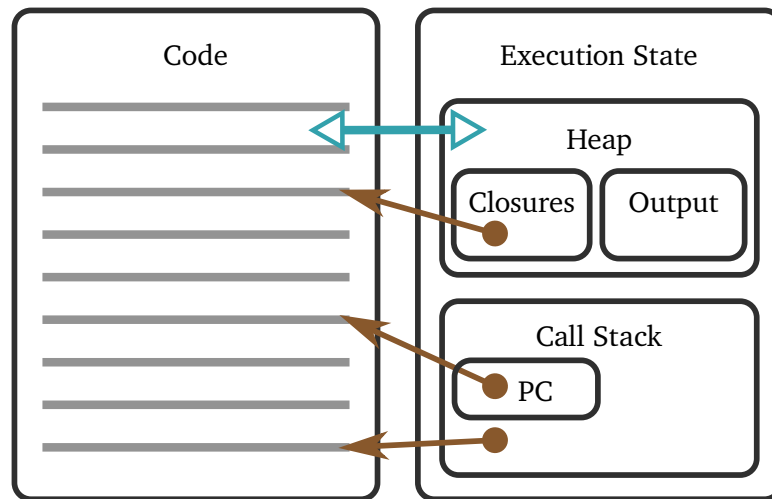 Code
Execution State
Heap
Closures
Output
Call Stack
PC